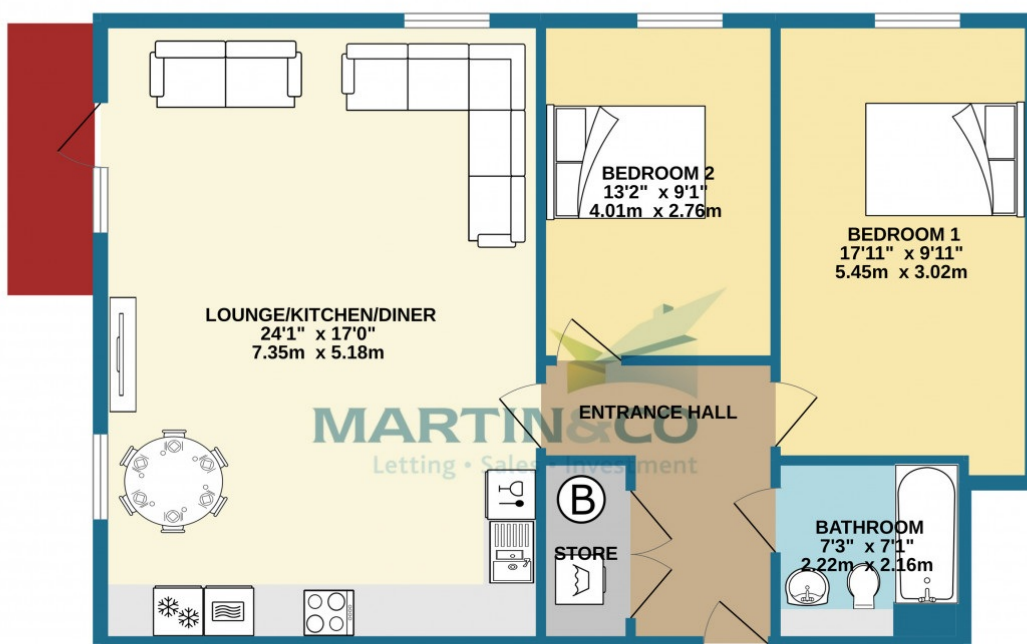 BEDROOM 2
13'2" x 9'1"
4.01m x 2.76m
BEDROOM 1
17'11" x 9'11"
5.45m x 3.02m
LOUNGE/KITCHEN/DINER
24'1" x 17'0"
7.35m x 5.18m
ENTRANCE HALL
MARTIN&CO
Letting • Sales • Investment
B
STORE
BATHROOM
7'3" x 7'1"
2.22m x 2.16m